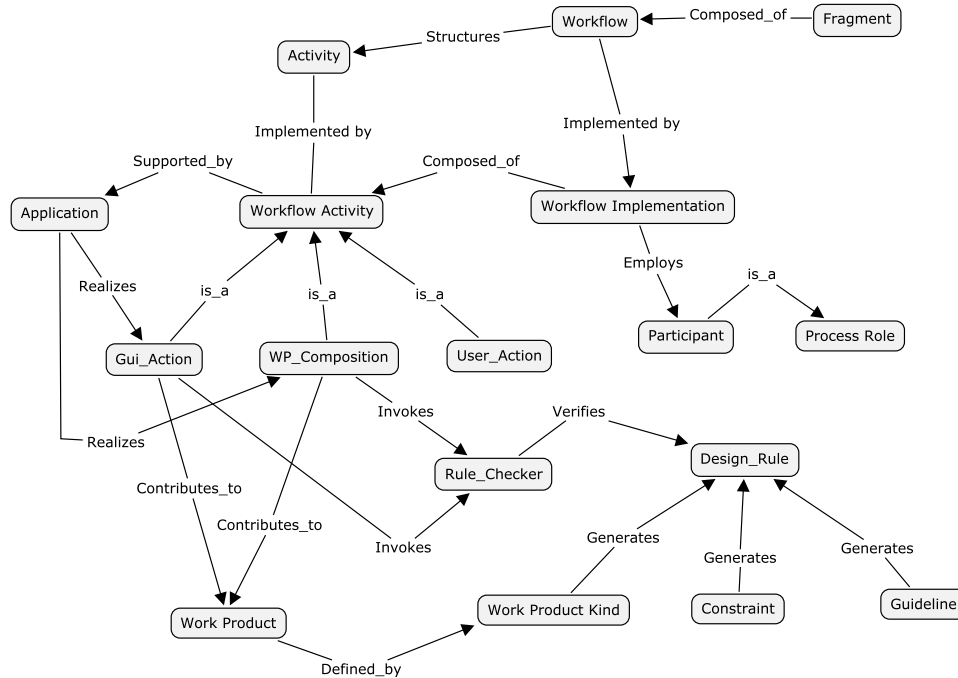 Workflow
Composed_of
Fragment
Structures
Activity
Implemented by
Implemented by
Supported_by
Composed_of
Application
Workflow Activity
Workflow Implementation
Employs
is_a
Realizes
is_a
is_a
is_a
Participant
Process Role
Gui_Action
WP_Composition
User_Action
Invokes
Verifies
Realizes
Design_Rule
Rule_Checker
Contributes_to
Contributes_to
Generates
Invokes
Generates
Generates
Work Product Kind
Constraint
Guideline
Work Product
Defined_by